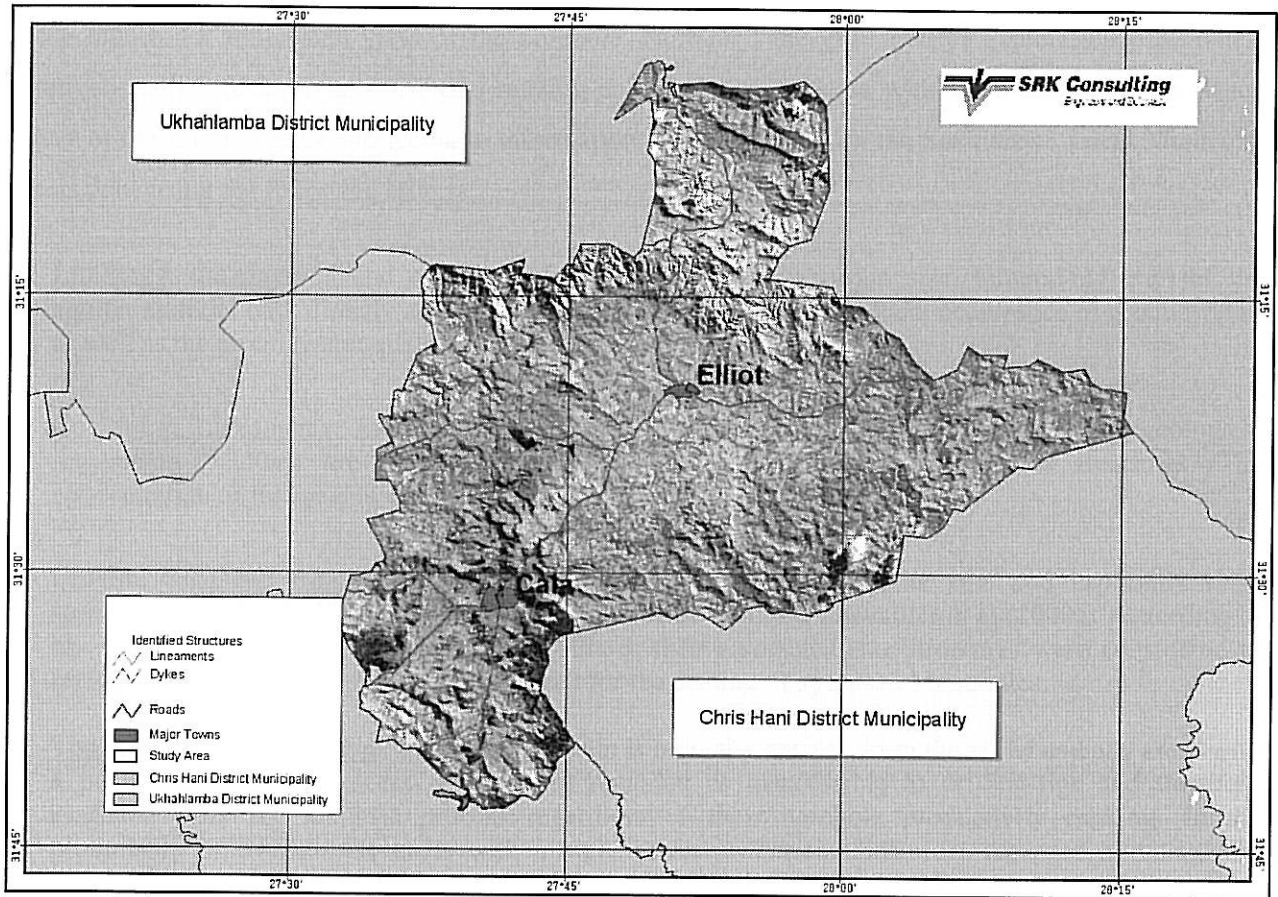 27°30'
27°45'
28°00'
28°15'
Ukhahlamba District Municipality
SRK Consulting
31°15'
31°15'
Elliot
31°30'
31°30'
Cala
Identified Structures
Lineaments
Dykes
Roads
Major Towns
Study Area
Chris Hani District Municipality
Ukhahlamba District Municipality
Chris Hani District Municipality
31°45'
31°45'
27°30'
27°45'
28°00'
28°15'